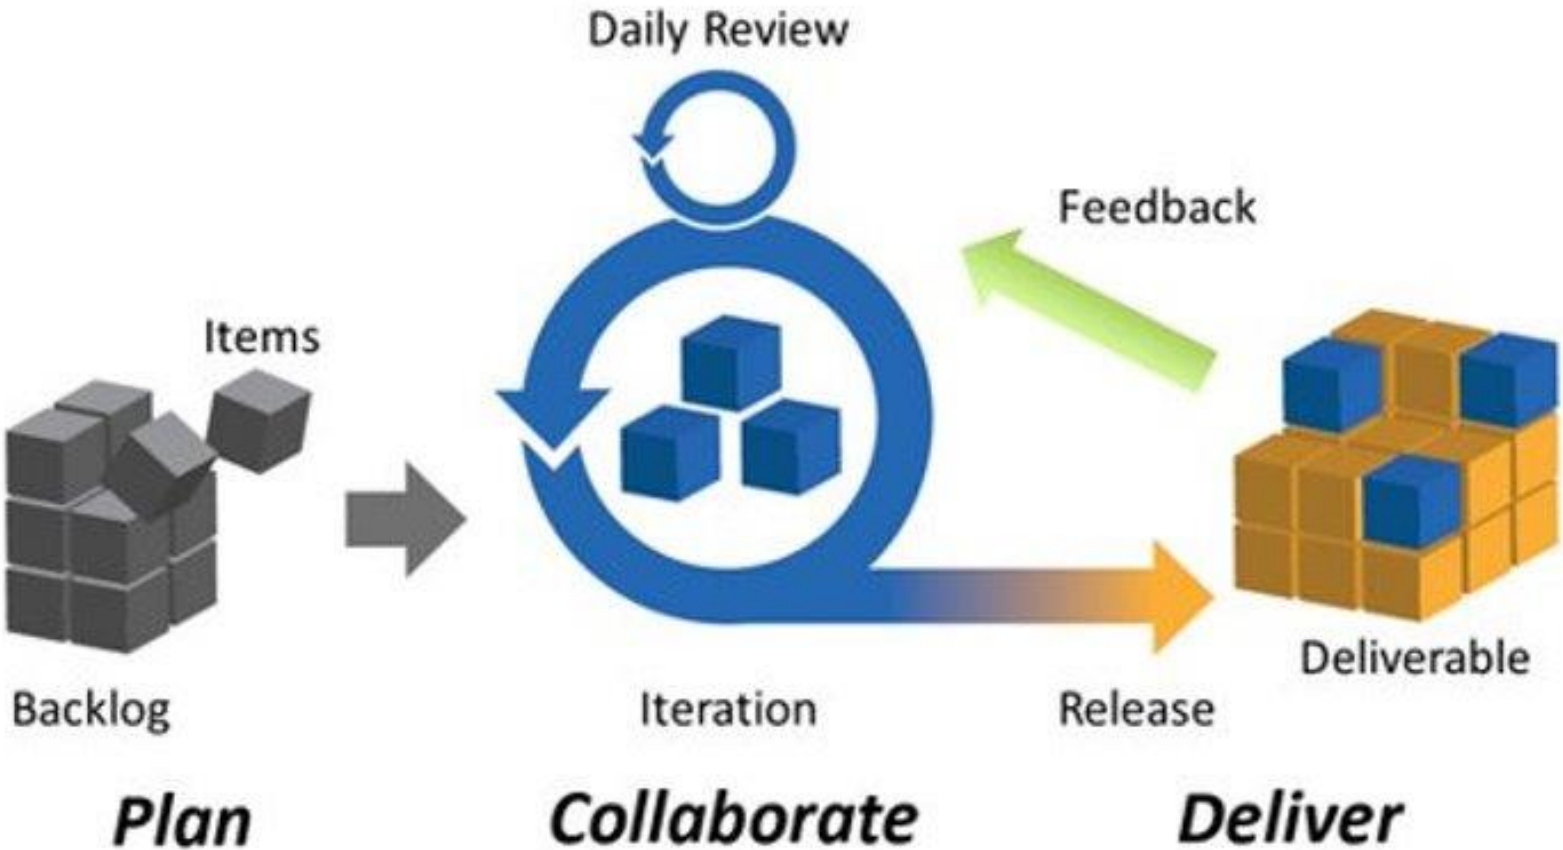 Daily Review
Feedback
Items
Deliverable
Backlog
Iteration
Release
Plan
Collaborate
Deliver